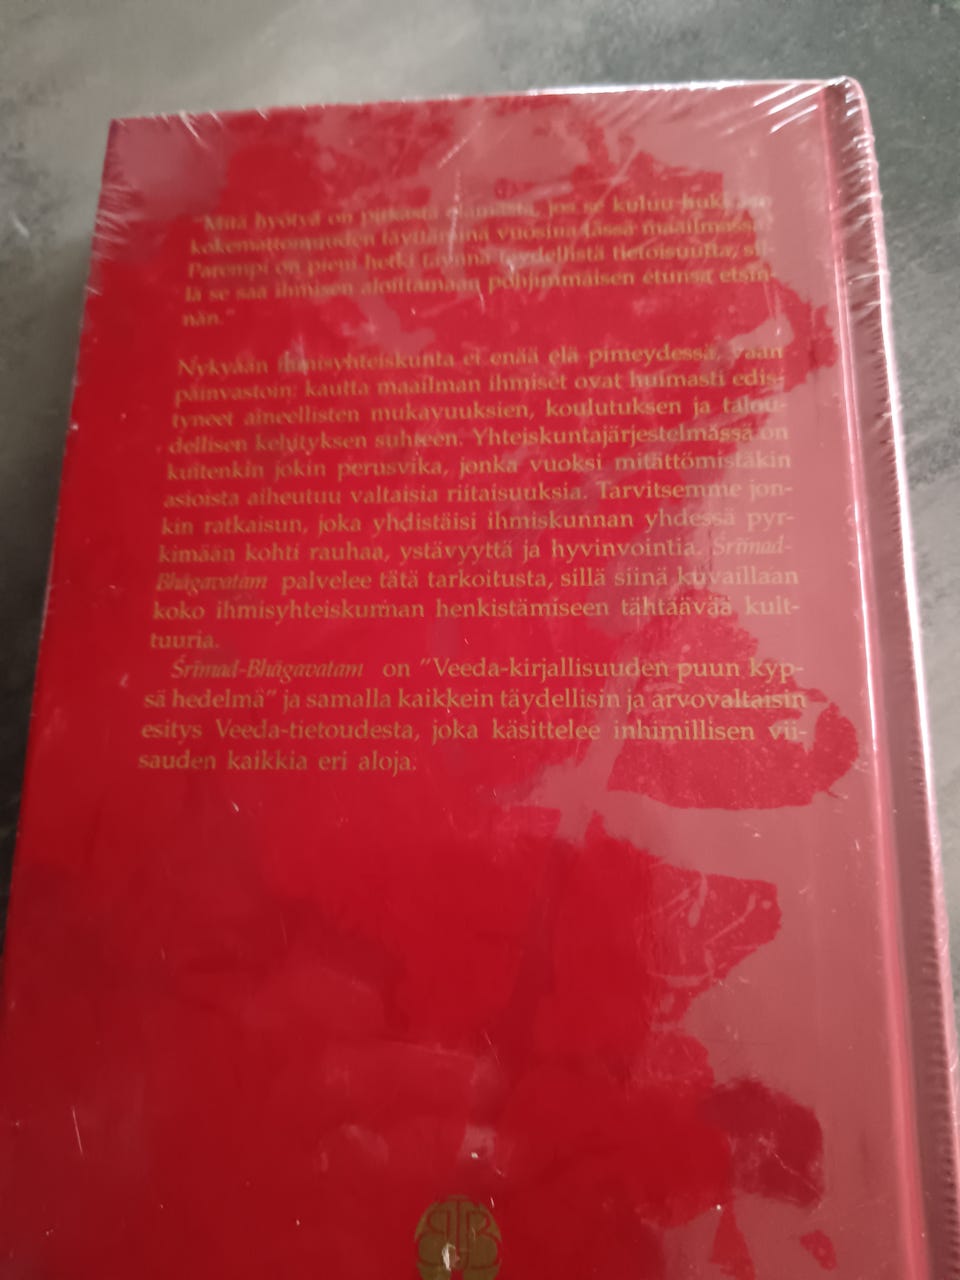 "Mitä hyötyä on pitkästä elämästä, jos se kuluu hukkaan
kokemattomuuden täyttäminä vuosina tässä maailmassa?
Parempi on pieni hetki täynnä täydellistä tietoisuutta, sil-
lä se saa ihmisen aloittamaan pohjimmaisen etunsa etsin-
nän."
Nykyään ihmisyhteiskunta ei enää elä pimeydessä, vaan
päinvastoin: kautta maailman ihmiset ovat huimasti edis-
tyneet aineellisten mukavuuksien, koulutuksen ja talou-
dellisen kehityksen suhteen. Yhteiskuntajärjestelmässä on
kuitenkin jokin perusvika, jonka vuoksi mitättömistäkin
asioista aiheutuu valtaisia riitaisuuksia. Tarvitsemme jon-
kin ratkaisun, joka yhdistäisi ihmiskunnan yhdessä pyr-
kimään kohti rauhaa, ystävyyttä ja hyvinvointia. Śrīmad-
Bhāgavatam palvelee tätä tarkoitusta, sillä siinä kuvaillaan
koko ihmisyhteiskunnan henkistämiseen tähtäävää kult-
tuuria.
Śrīmad-Bhāgavatam on "Veeda-kirjallisuuden puun kyp-
sä hedelmä" ja samalla kaikkein täydellisin ja arvovaltaisin
esitys Veeda-tietoudesta, joka käsittelee inhimillisen vii-
sauden kaikkia eri aloja.